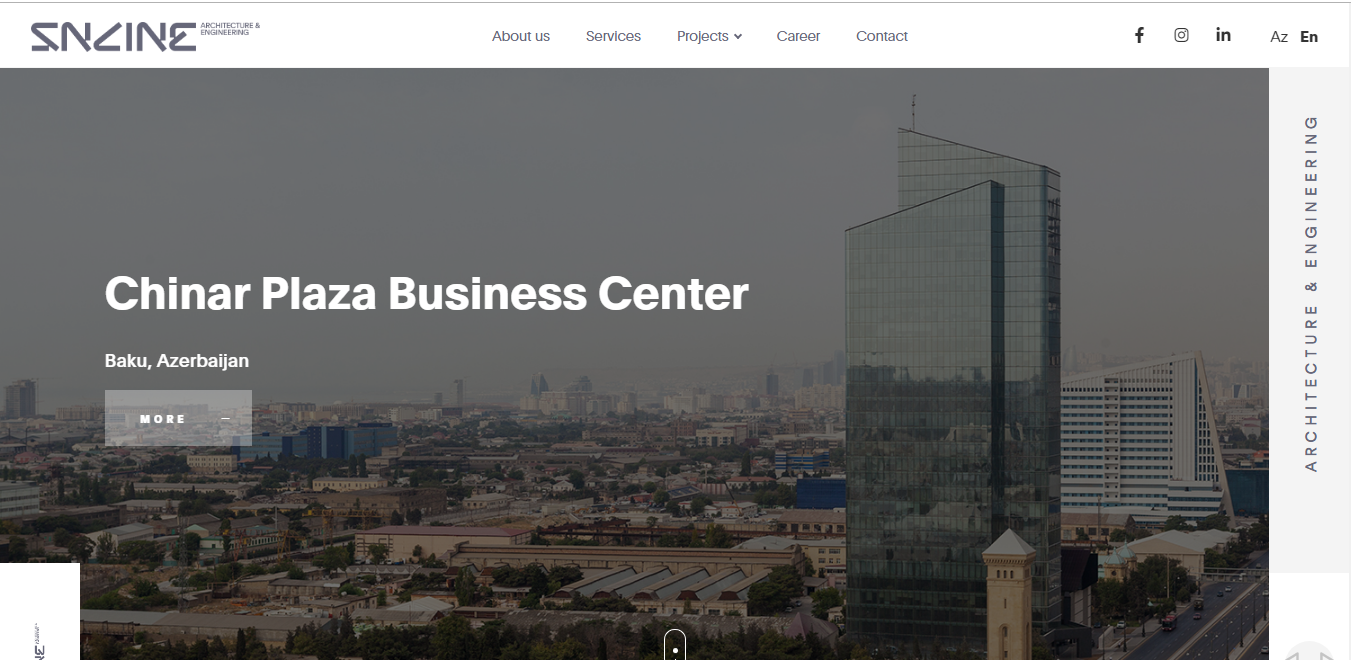 SNLINE
ARCHITECTURE &
ENGINEERING
About us
Services
Projects
Career
Contact
Az
En
Chinar Plaza Business Center
Baku, Azerbaijan
MORE
ARCHITECTURE & ENGINEERING